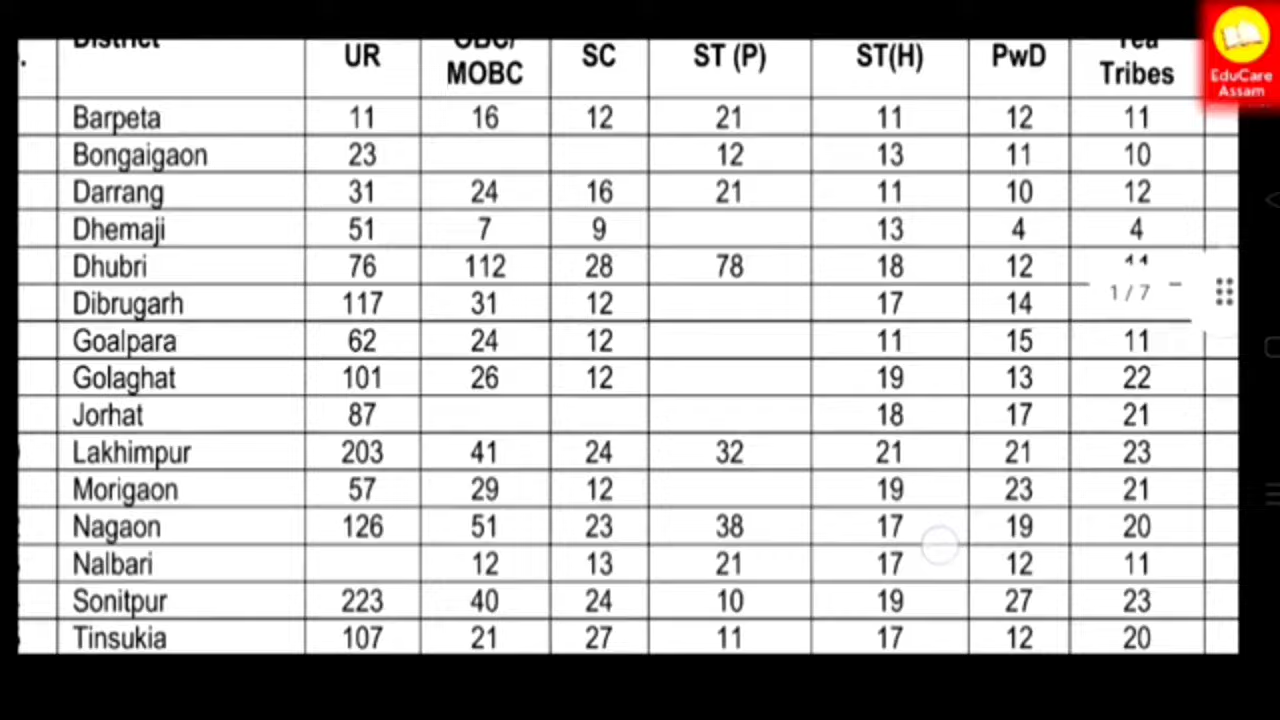 . District UR OBC/ MOBC SC ST (P) ST(H) PwD Tea Tribes
EduCare Assam
Barpeta 11 16 12 21 11 12 11
Bongaigaon 23 12 13 11 10
Darrang 31 24 16 21 11 10 12
Dhemaji 51 7 9 13 4 4
Dhubri 76 112 28 78 18 12
1 / 7
Dibrugarh 117 31 12 17 14
Goalpara 62 24 12 11 15 11
Golaghat 101 26 12 19 13 22
Jorhat 87 18 17 21
Lakhimpur 203 41 24 32 21 21 23
Morigaon 57 29 12 19 23 21
Nagaon 126 51 23 38 17 19 20
Nalbari 12 13 21 17 12 11
Sonitpur 223 40 24 10 19 27 23
Tinsukia 107 21 27 11 17 12 20